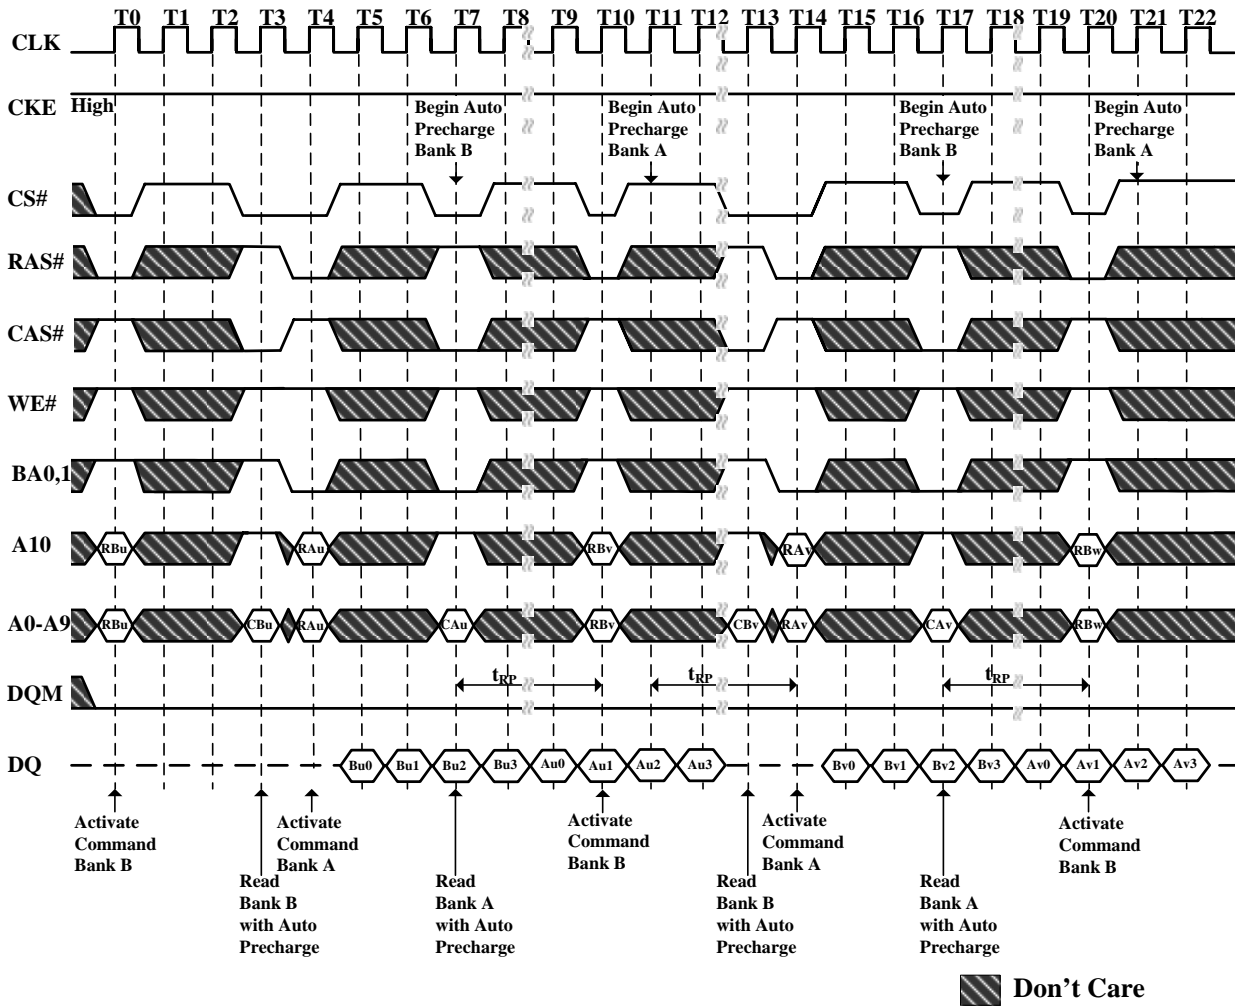 T0 T1 T2 T3 T4 T5 T6 T7 T8 T9 T10 T11 T12 T13 T14 T15 T16 T17 T18 T19 T20 T21 T22
CLK
CKE High
Begin Auto
Precharge
Bank B
Begin Auto
Precharge
Bank A
Begin Auto
Precharge
Bank B
Begin Auto
Precharge
Bank A
CS#
RAS#
CAS#
WE#
BA0,1
A10 RBu RAu RBv RAv RBw
A0-A9 RBu CBu RAu CAu RBv CBv RAv CAv RBw
DQM tRP tRP tRP
DQ Bu0 Bu1 Bu2 Bu3 Au0 Au1 Au2 Au3 Bv0 Bv1 Bv2 Bv3 Av0 Av1 Av2 Av3
Activate
Command
Bank B
Activate
Command
Bank A
Activate
Command
Bank B
Activate
Command
Bank A
Activate
Command
Bank B
Read
Bank B
with Auto
Precharge
Read
Bank A
with Auto
Precharge
Read
Bank B
with Auto
Precharge
Read
Bank A
with Auto
Precharge
Don't Care